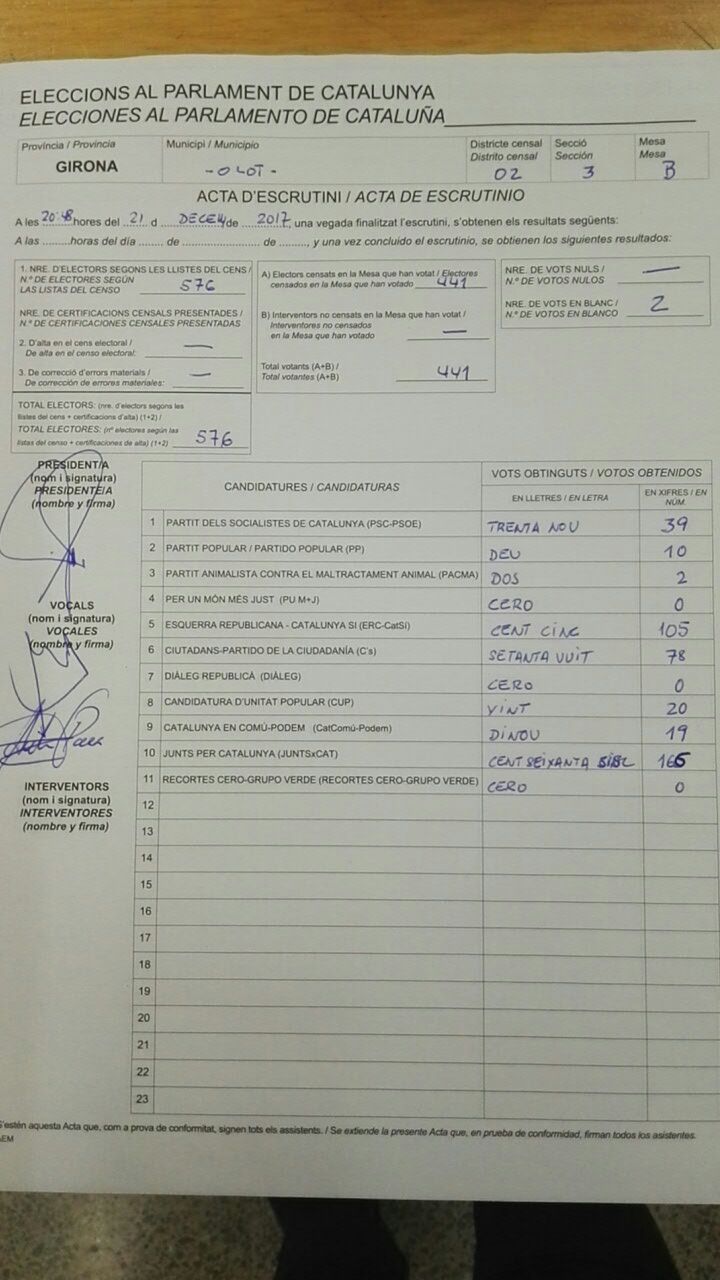 ELECCIONS AL PARLAMENT DE CATALUNYA
ELECCIONES AL PARLAMENTO DE CATALUÑA
Província / Provincia
GIRONA
Municipi / Municipio
- OLOT -
Districte censal
Distrito censal
02
Secció
Sección
3
Mesa
Mesa
B
ACTA D'ESCRUTINI / ACTA DE ESCRUTINIO
A les 20:48 hores del 21 d DECEM de 2017, una vegada finalitzat l'escrutini, s'obtenen els resultats següents:
A las .........horas del día ....... de ....................... de ........, y una vez concluido el escrutinio, se obtienen los siguientes resultados:
1. NRE. D'ELECTORS SEGONS LES LLISTES DEL CENS /
N.º DE ELECTORES SEGÚN
LAS LISTAS DEL CENSO 576
NRE. DE CERTIFICACIONS CENSALS PRESENTADES /
N.º DE CERTIFICACIONES CENSALES PRESENTADAS
2. D'alta en el cens electoral /
De alta en el censo electoral: —
3. De correcció d'errors materials /
De corrección de errores materiales: —
TOTAL ELECTORS: (nre. d'electors segons les
llistes del cens + certificacions d'alta) (1+2) /
TOTAL ELECTORES: (nº electores según las
listas del censo + certificaciones de alta) (1+2) 576
A) Electors censats en la Mesa que han votat / Electores
censados en la Mesa que han votado 441
B) Interventors no censats en la Mesa que han votat /
Interventores no censados
en la Mesa que han votado —
Total votants (A+B) /
Total votantes (A+B) 441
NRE. DE VOTS NULS /
N.º DE VOTOS NULOS —
NRE. DE VOTS EN BLANC /
N.º DE VOTOS EN BLANCO 2
PRESIDENT/A
(nom i signatura)
PRESIDENTE/A
(nombre y firma)
VOCALS
(nom i signatura)
VOCALES
(nombre y firma)
INTERVENTORS
(nom i signatura)
INTERVENTORES
(nombre y firma)
CANDIDATURES / CANDIDATURAS
VOTS OBTINGUTS / VOTOS OBTENIDOS
EN LLETRES / EN LETRA
EN XIFRES / EN NÚM.
1 PARTIT DELS SOCIALISTES DE CATALUNYA (PSC-PSOE) TRENTA NOU 39
2 PARTIT POPULAR / PARTIDO POPULAR (PP) DEU 10
3 PARTIT ANIMALISTA CONTRA EL MALTRACTAMENT ANIMAL (PACMA) DOS 2
4 PER UN MÓN MÉS JUST (PU M+J) CERO 0
5 ESQUERRA REPUBLICANA - CATALUNYA SI (ERC-CatSí) CENT CINC 105
6 CIUTADANS-PARTIDO DE LA CIUDADANÍA (C's) SETANTA VUIT 78
7 DIÀLEG REPUBLICÀ (DIÀLEG) CERO 0
8 CANDIDATURA D'UNITAT POPULAR (CUP) VINT 20
9 CATALUNYA EN COMÚ-PODEM (CatComú-Podem) DINOU 19
10 JUNTS PER CATALUNYA (JUNTSxCAT) CENT SEIXANTA 
11 RECORTES CERO-GRUPO VERDE (RECORTES CERO-GRUPO VERDE) CERO 0
12
13
14
15
16
17
18
19
20
21
22
23
S'estén aquesta Acta que, com a prova de conformitat, signen tots els assistents. / Se extiende la presente Acta que, en prueba de conformidad, firman todos los asistentes.